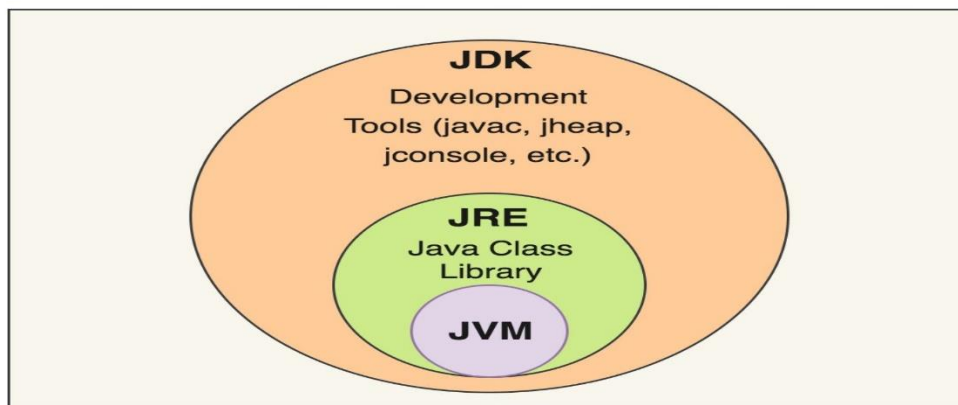 JDK
Development
Tools (javac, jheap,
jconsole, etc.)
JRE
Java Class
Library
JVM